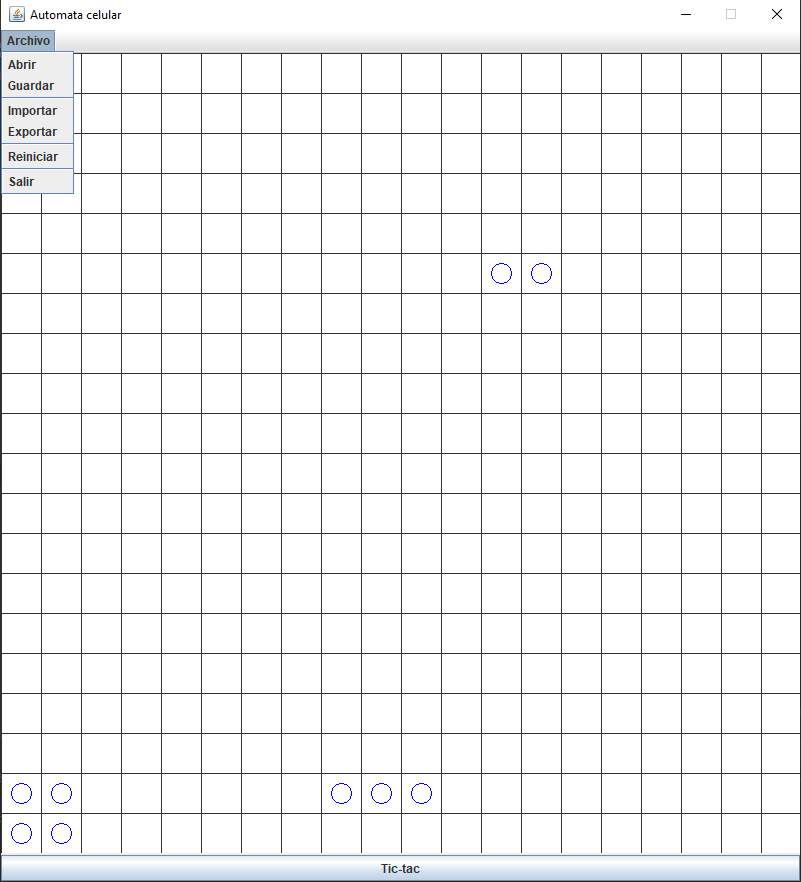 Automata celular
Archivo
Abrir
Guardar
Importar
Exportar
Reiniciar
Salir
Tic-tac